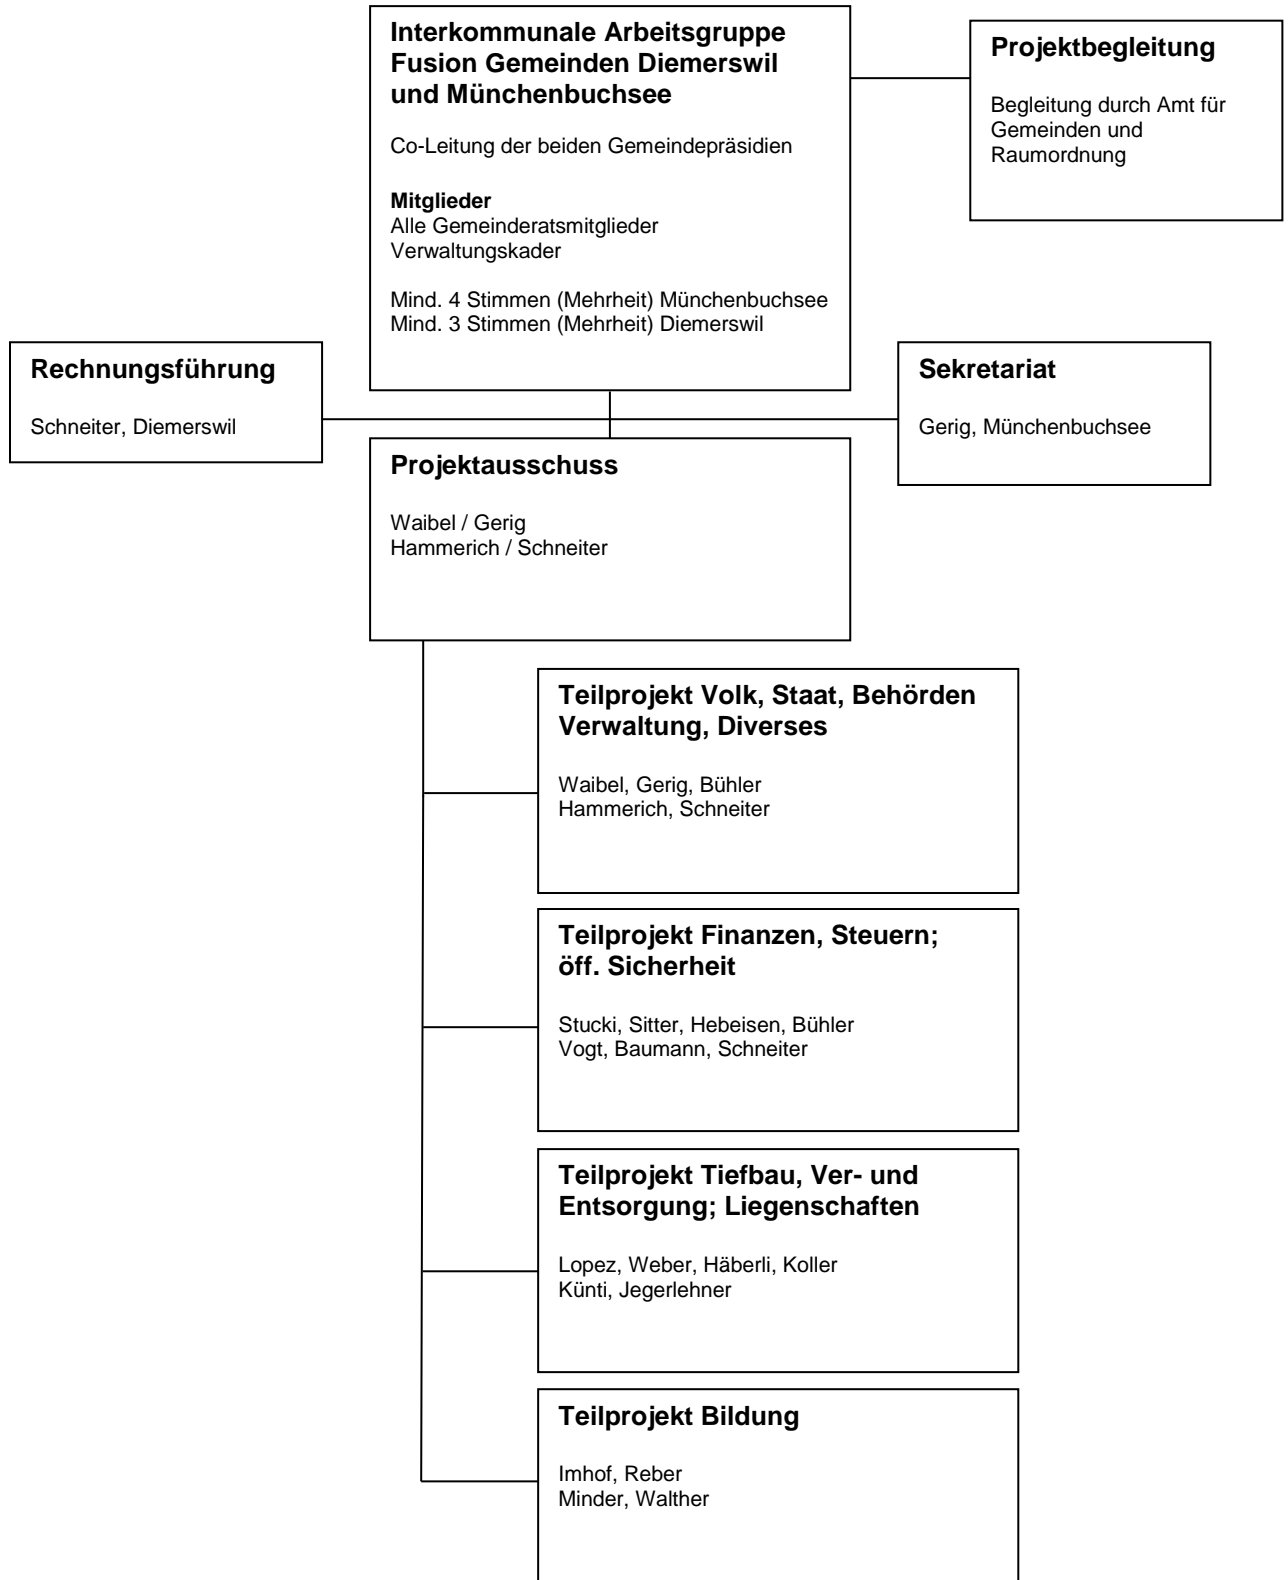 Interkommunale Arbeitsgruppe
Fusion Gemeinden Diemerswil
und Münchenbuchsee
Co-Leitung der beiden Gemeindepräsidien
Mitglieder
Alle Gemeinderatsmitglieder
Verwaltungskader
Mind. 4 Stimmen (Mehrheit) Münchenbuchsee
Mind. 3 Stimmen (Mehrheit) Diemerswil
Projektbegleitung
Begleitung durch Amt für
Gemeinden und
Raumordnung
Rechnungsführung
Schneiter, Diemerswil
Sekretariat
Gerig, Münchenbuchsee
Projektausschuss
Waibel / Gerig
Hammerich / Schneiter
Teilprojekt Volk, Staat, Behörden
Verwaltung, Diverses
Waibel, Gerig, Bühler
Hammerich, Schneiter
Teilprojekt Finanzen, Steuern;
öff. Sicherheit
Stucki, Sitter, Hebeisen, Bühler
Vogt, Baumann, Schneiter
Teilprojekt Tiefbau, Ver- und
Entsorgung; Liegenschaften
Lopez, Weber, Häberli, Koller
Künti, Jegerlehner
Teilprojekt Bildung
Imhof, Reber
Minder, Walther